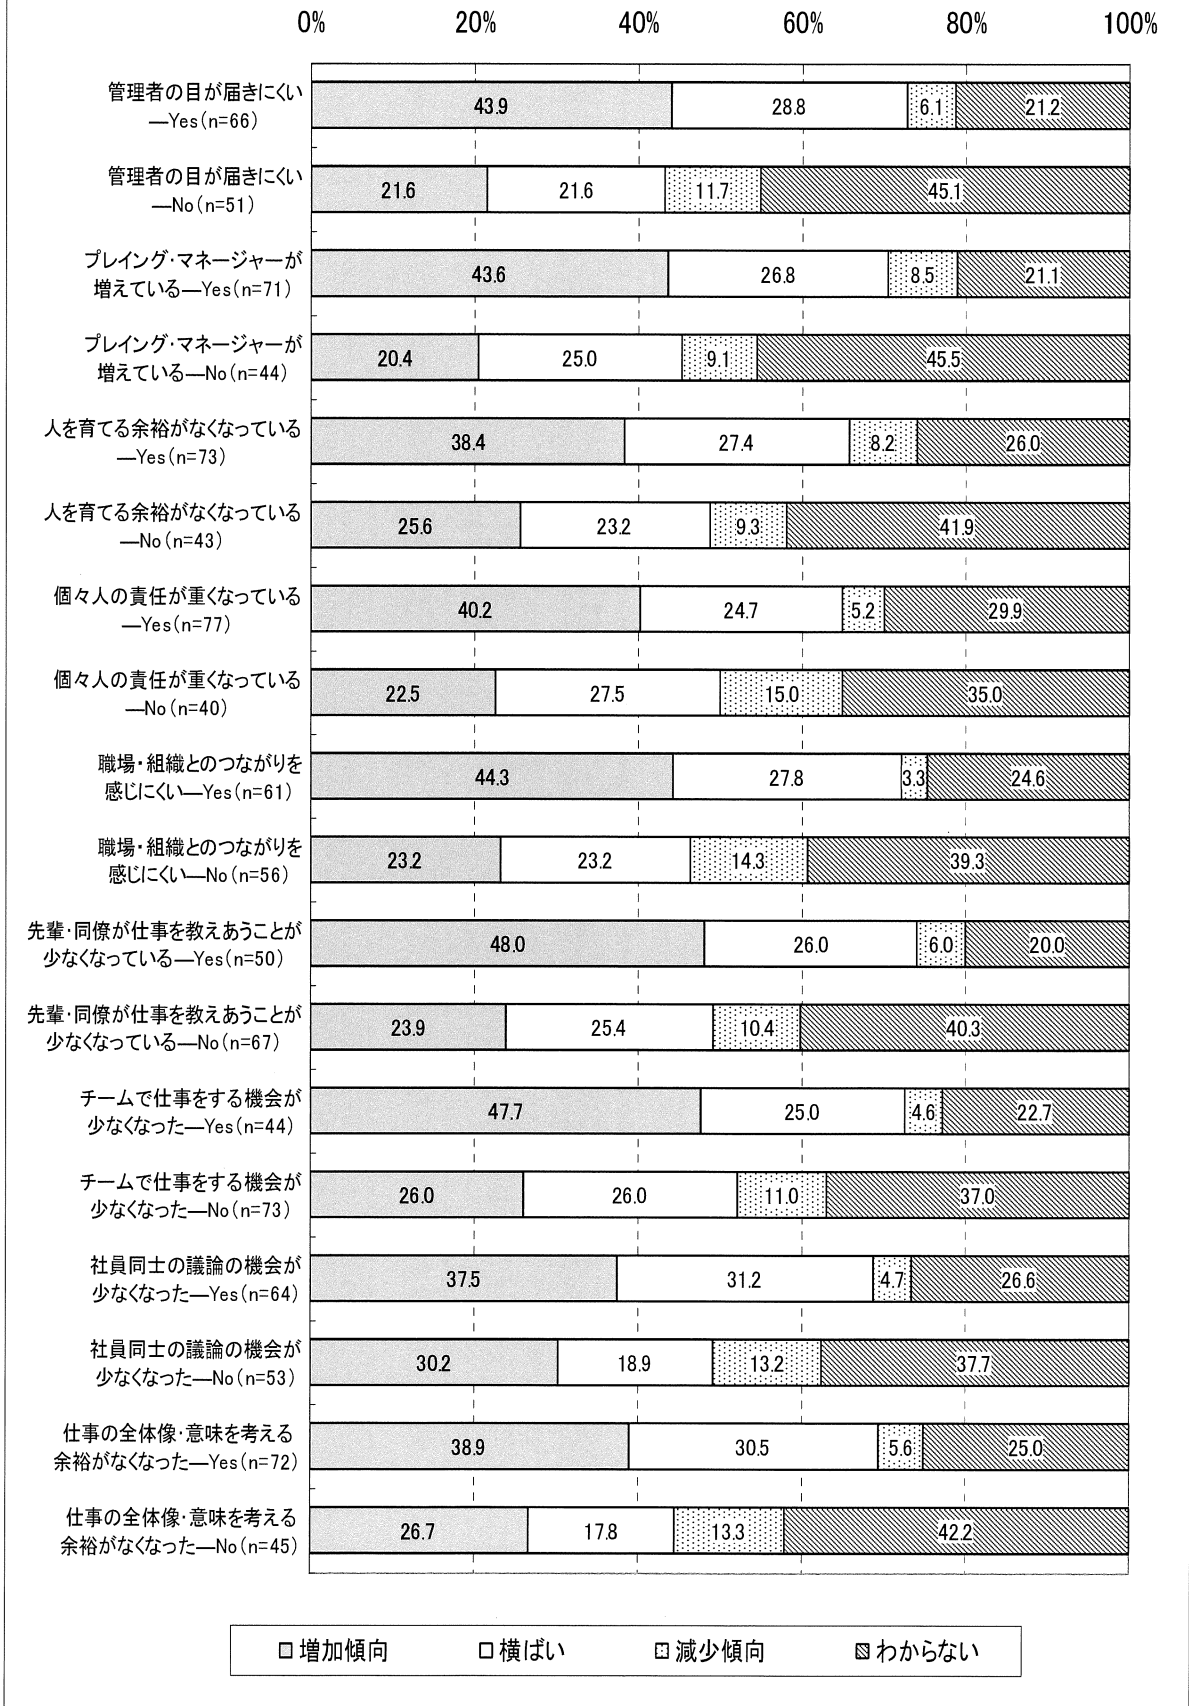 0% 20% 40% 60% 80% 100%
管理者の目が届きにくい
―Yes(n=66)
43.9 28.8 6.1 21.2
管理者の目が届きにくい
―No(n=51)
21.6 21.6 11.7 45.1
プレイング・マネージャーが
増えている―Yes(n=71)
43.6 26.8 8.5 21.1
プレイング・マネージャーが
増えている―No(n=44)
20.4 25.0 9.1 45.5
人を育てる余裕がなくなっている
―Yes(n=73)
38.4 27.4 8.2 26.0
人を育てる余裕がなくなっている
―No(n=43)
25.6 23.2 9.3 41.9
個々人の責任が重くなっている
―Yes(n=77)
40.2 24.7 5.2 29.9
個々人の責任が重くなっている
―No(n=40)
22.5 27.5 15.0 35.0
職場・組織とのつながりを
感じにくい―Yes(n=61)
44.3 27.8 3.3 24.6
職場・組織とのつながりを
感じにくい―No(n=56)
23.2 23.2 14.3 39.3
先輩・同僚が仕事を教えあうことが
少なくなっている―Yes(n=50)
48.0 26.0 6.0 20.0
先輩・同僚が仕事を教えあうことが
少なくなっている―No(n=67)
23.9 25.4 10.4 40.3
チームで仕事をする機会が
少なくなった―Yes(n=44)
47.7 25.0 4.6 22.7
チームで仕事をする機会が
少なくなった―No(n=73)
26.0 26.0 11.0 37.0
社員同士の議論の機会が
少なくなった―Yes(n=64)
37.5 31.2 4.7 26.6
社員同士の議論の機会が
少なくなった―No(n=53)
30.2 18.9 13.2 37.7
仕事の全体像・意味を考える
余裕がなくなった―Yes(n=72)
38.9 30.5 5.6 25.0
仕事の全体像・意味を考える
余裕がなくなった―No(n=45)
26.7 17.8 13.3 42.2
増加傾向 横ばい 減少傾向 わからない